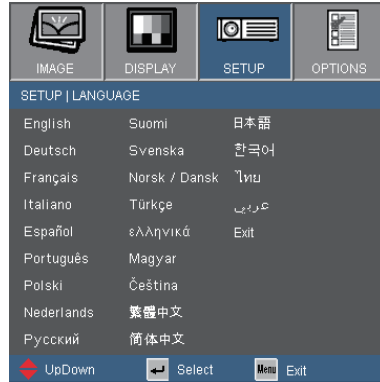 IMAGE DISPLAY SETUP OPTIONS
SETUP | LANGUAGE
English Suomi 日本語
Deutsch Svenska 한국어
Français Norsk / Dansk ไทย
Italiano Türkçe عربي
Español ελληνικά Exit
Português Magyar
Polski Čeština
Nederlands 繁體中文
Русский 简体中文
UpDown Select Menu Exit